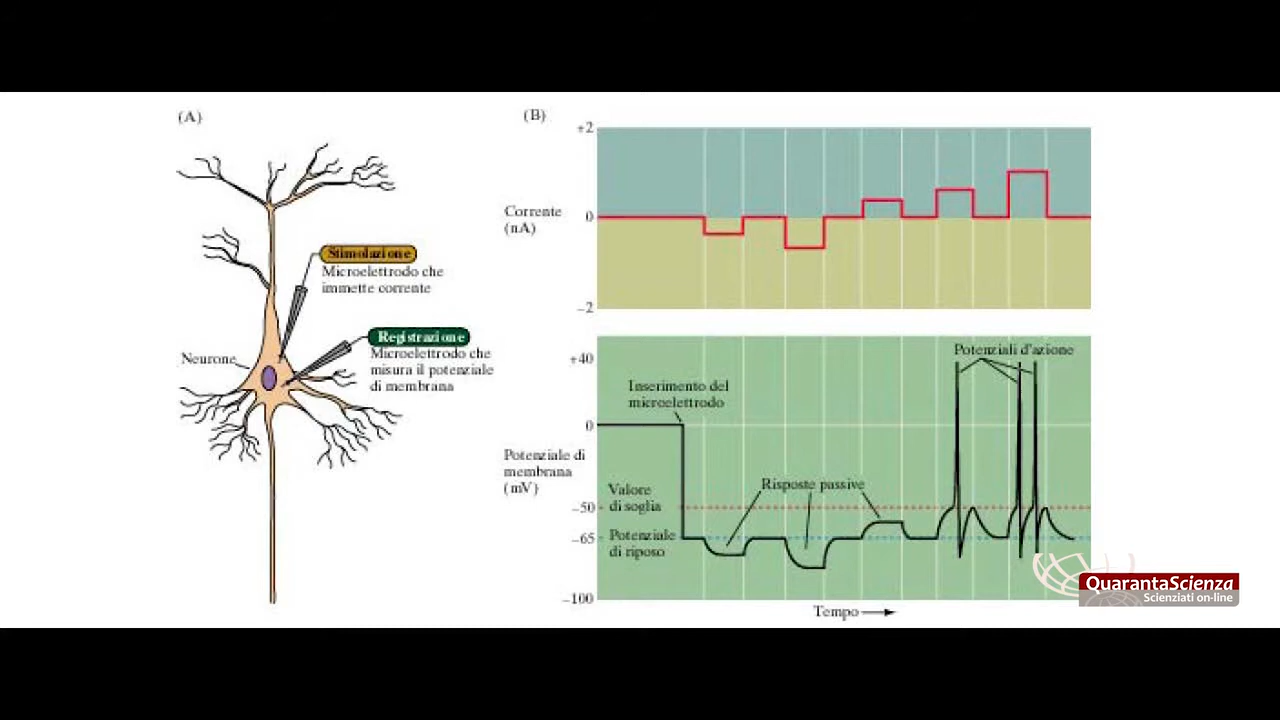 (A)
Stimolazione
Microelettrodo che
immette corrente
Registrazione
Microelettrodo che
misura il potenziale
di membrana
Neurone
(B)
+2
Corrente
(nA)
0
−2
+40
Potenziali d'azione
Inserimento del
microelettrodo
0
Potenziale di
membrana
(mV)
Risposte passive
Valore
di soglia
−50
−65
Potenziale
di riposo
−100
Tempo
QuarantaScienza
Scienziati on-line